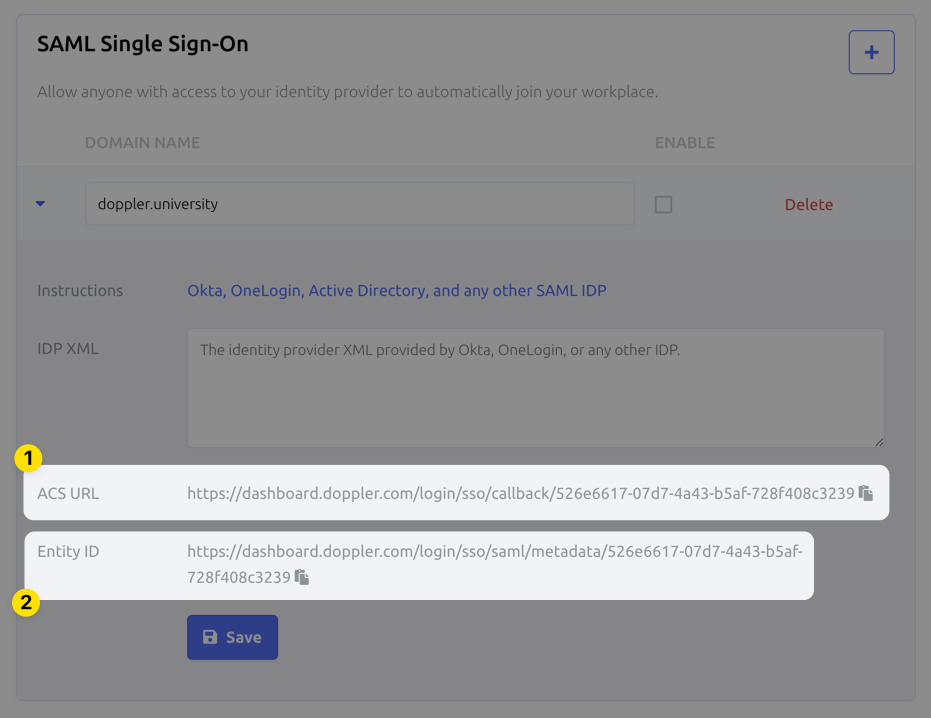 SAML Single Sign-On
+
Allow anyone with access to your identity provider to automatically join your workplace.
DOMAIN NAME ENABLE
doppler.university Delete
Instructions Okta, OneLogin, Active Directory, and any other SAML IDP
IDP XML The identity provider XML provided by Okta, OneLogin, or any other IDP.
1
ACS URL https://dashboard.doppler.com/login/sso/callback/526e6617-07d7-4a43-b5af-728f408c3239
Entity ID https://dashboard.doppler.com/login/sso/saml/metadata/526e6617-07d7-4a43-b5af-
728f408c3239
2
Save